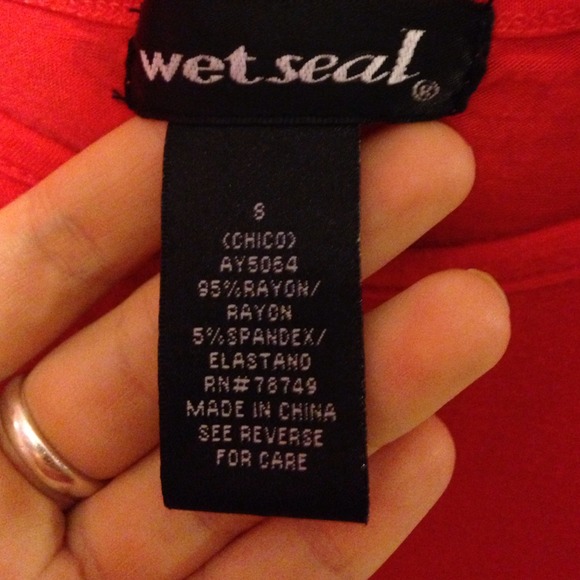 wet seal ®
S
(CHICO)
AY5064
95%RAYON/
RAYON
5%SPANDEX/
ELASTANO
RN#78749
MADE IN CHINA
SEE REVERSE
FOR CARE